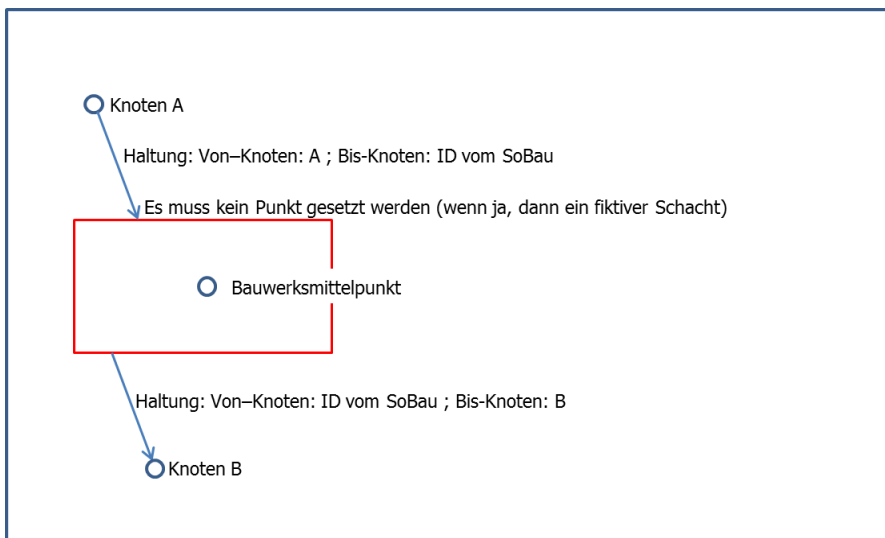 Knoten A
Haltung: Von–Knoten: A ; Bis-Knoten: ID vom SoBau
Es muss kein Punkt gesetzt werden (wenn ja, dann ein fiktiver Schacht)
Bauwerksmittelpunkt
Haltung: Von–Knoten: ID vom SoBau ; Bis-Knoten: B
Knoten B